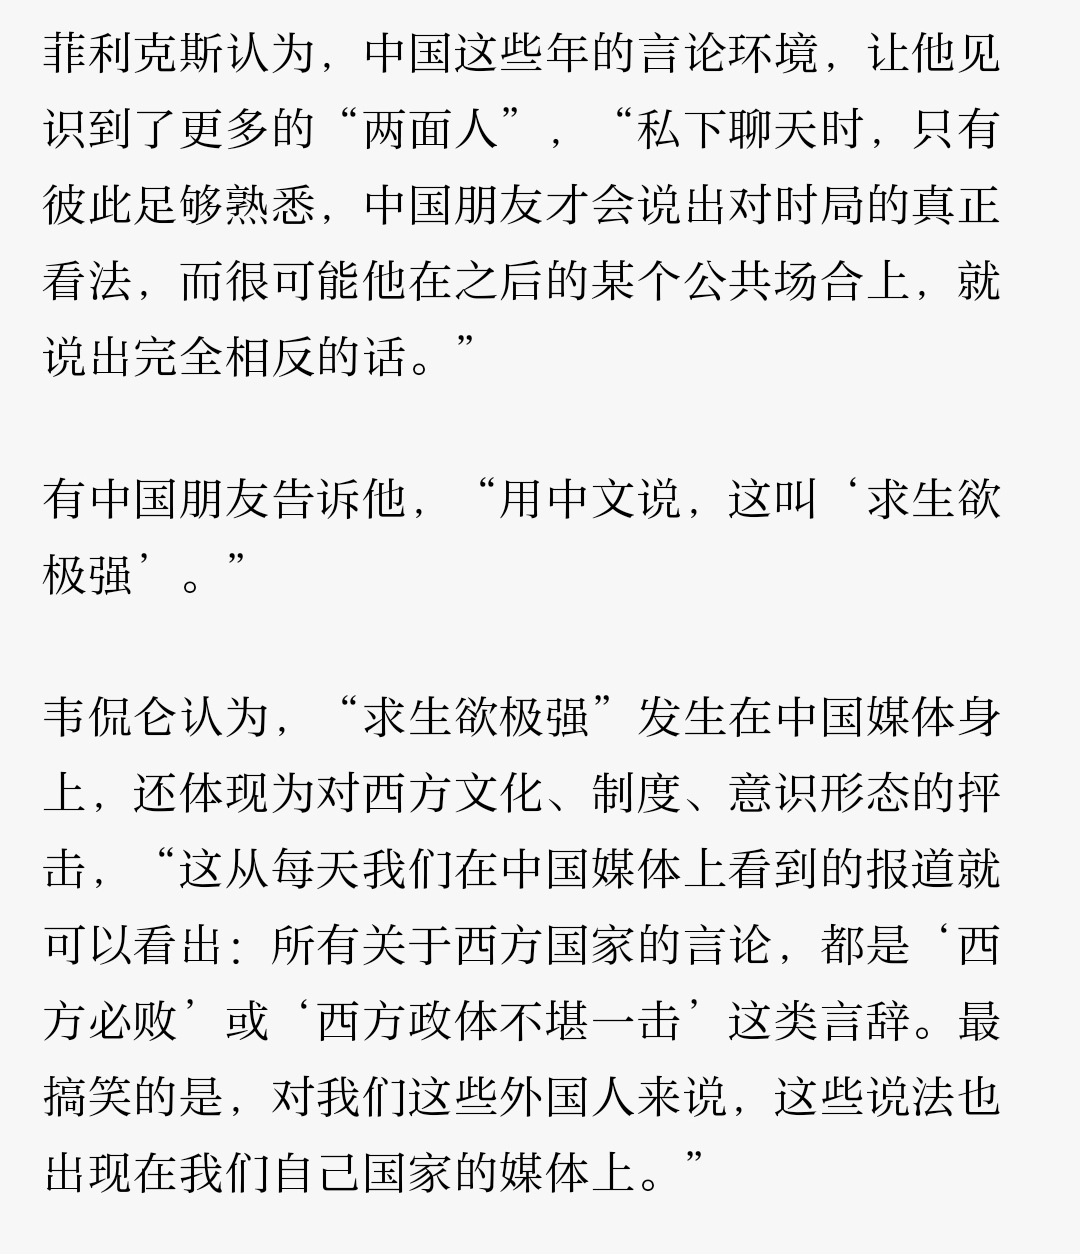 菲利克斯认为，中国这些年的言论环境，让他见
识到了更多的“两面人”，“私下聊天时，只有
彼此足够熟悉，中国朋友才会说出对时局的真正
看法，而很可能他在之后的某个公共场合上，就
说出完全相反的话。”
有中国朋友告诉他，“用中文说，这叫‘求生欲
极强’。”
韦侃仑认为，“求生欲极强”发生在中国媒体身
上，还体现为对西方文化、制度、意识形态的抨
击，“这从每天我们在中国媒体上看到的报道就
可以看出：所有关于西方国家的言论，都是‘西
方必败’或‘西方政体不堪一击’这类言辞。最
搞笑的是，对我们这些外国人来说，这些说法也
出现在我们自己国家的媒体上。”